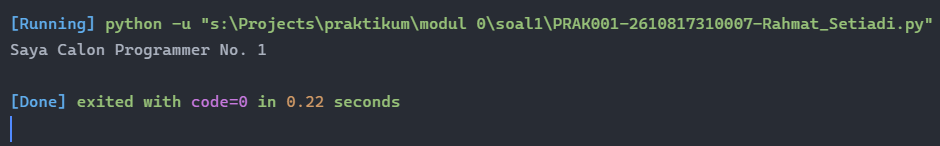 [Running] python -u "s:\Projects\praktikum\modul 0\soal1\PRAK001-2610817310007-Rahmat_Setiadi.py"
Saya Calon Programmer No. 1
[Done] exited with code=0 in 0.22 seconds